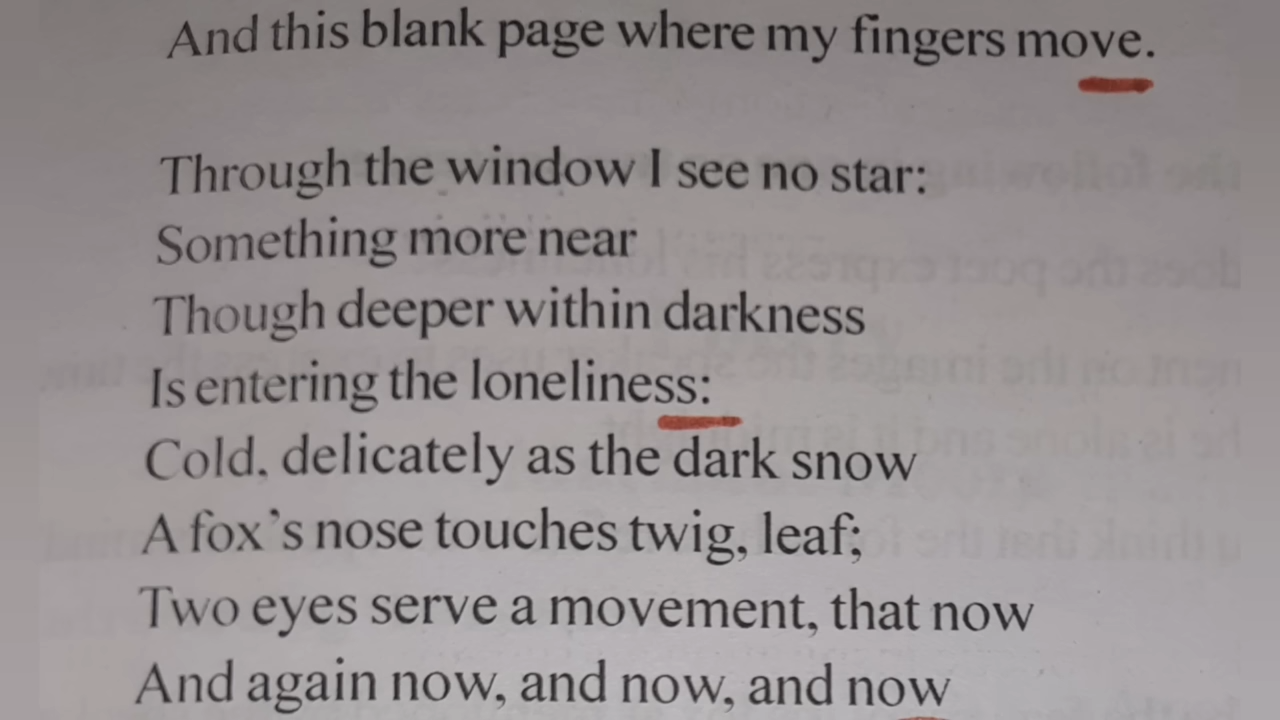 And this blank page where my fingers move.
Through the window I see no star:
Something more near
Though deeper within darkness
Is entering the loneliness:
Cold, delicately as the dark snow
A fox's nose touches twig, leaf;
Two eyes serve a movement, that now
And again now, and now, and now